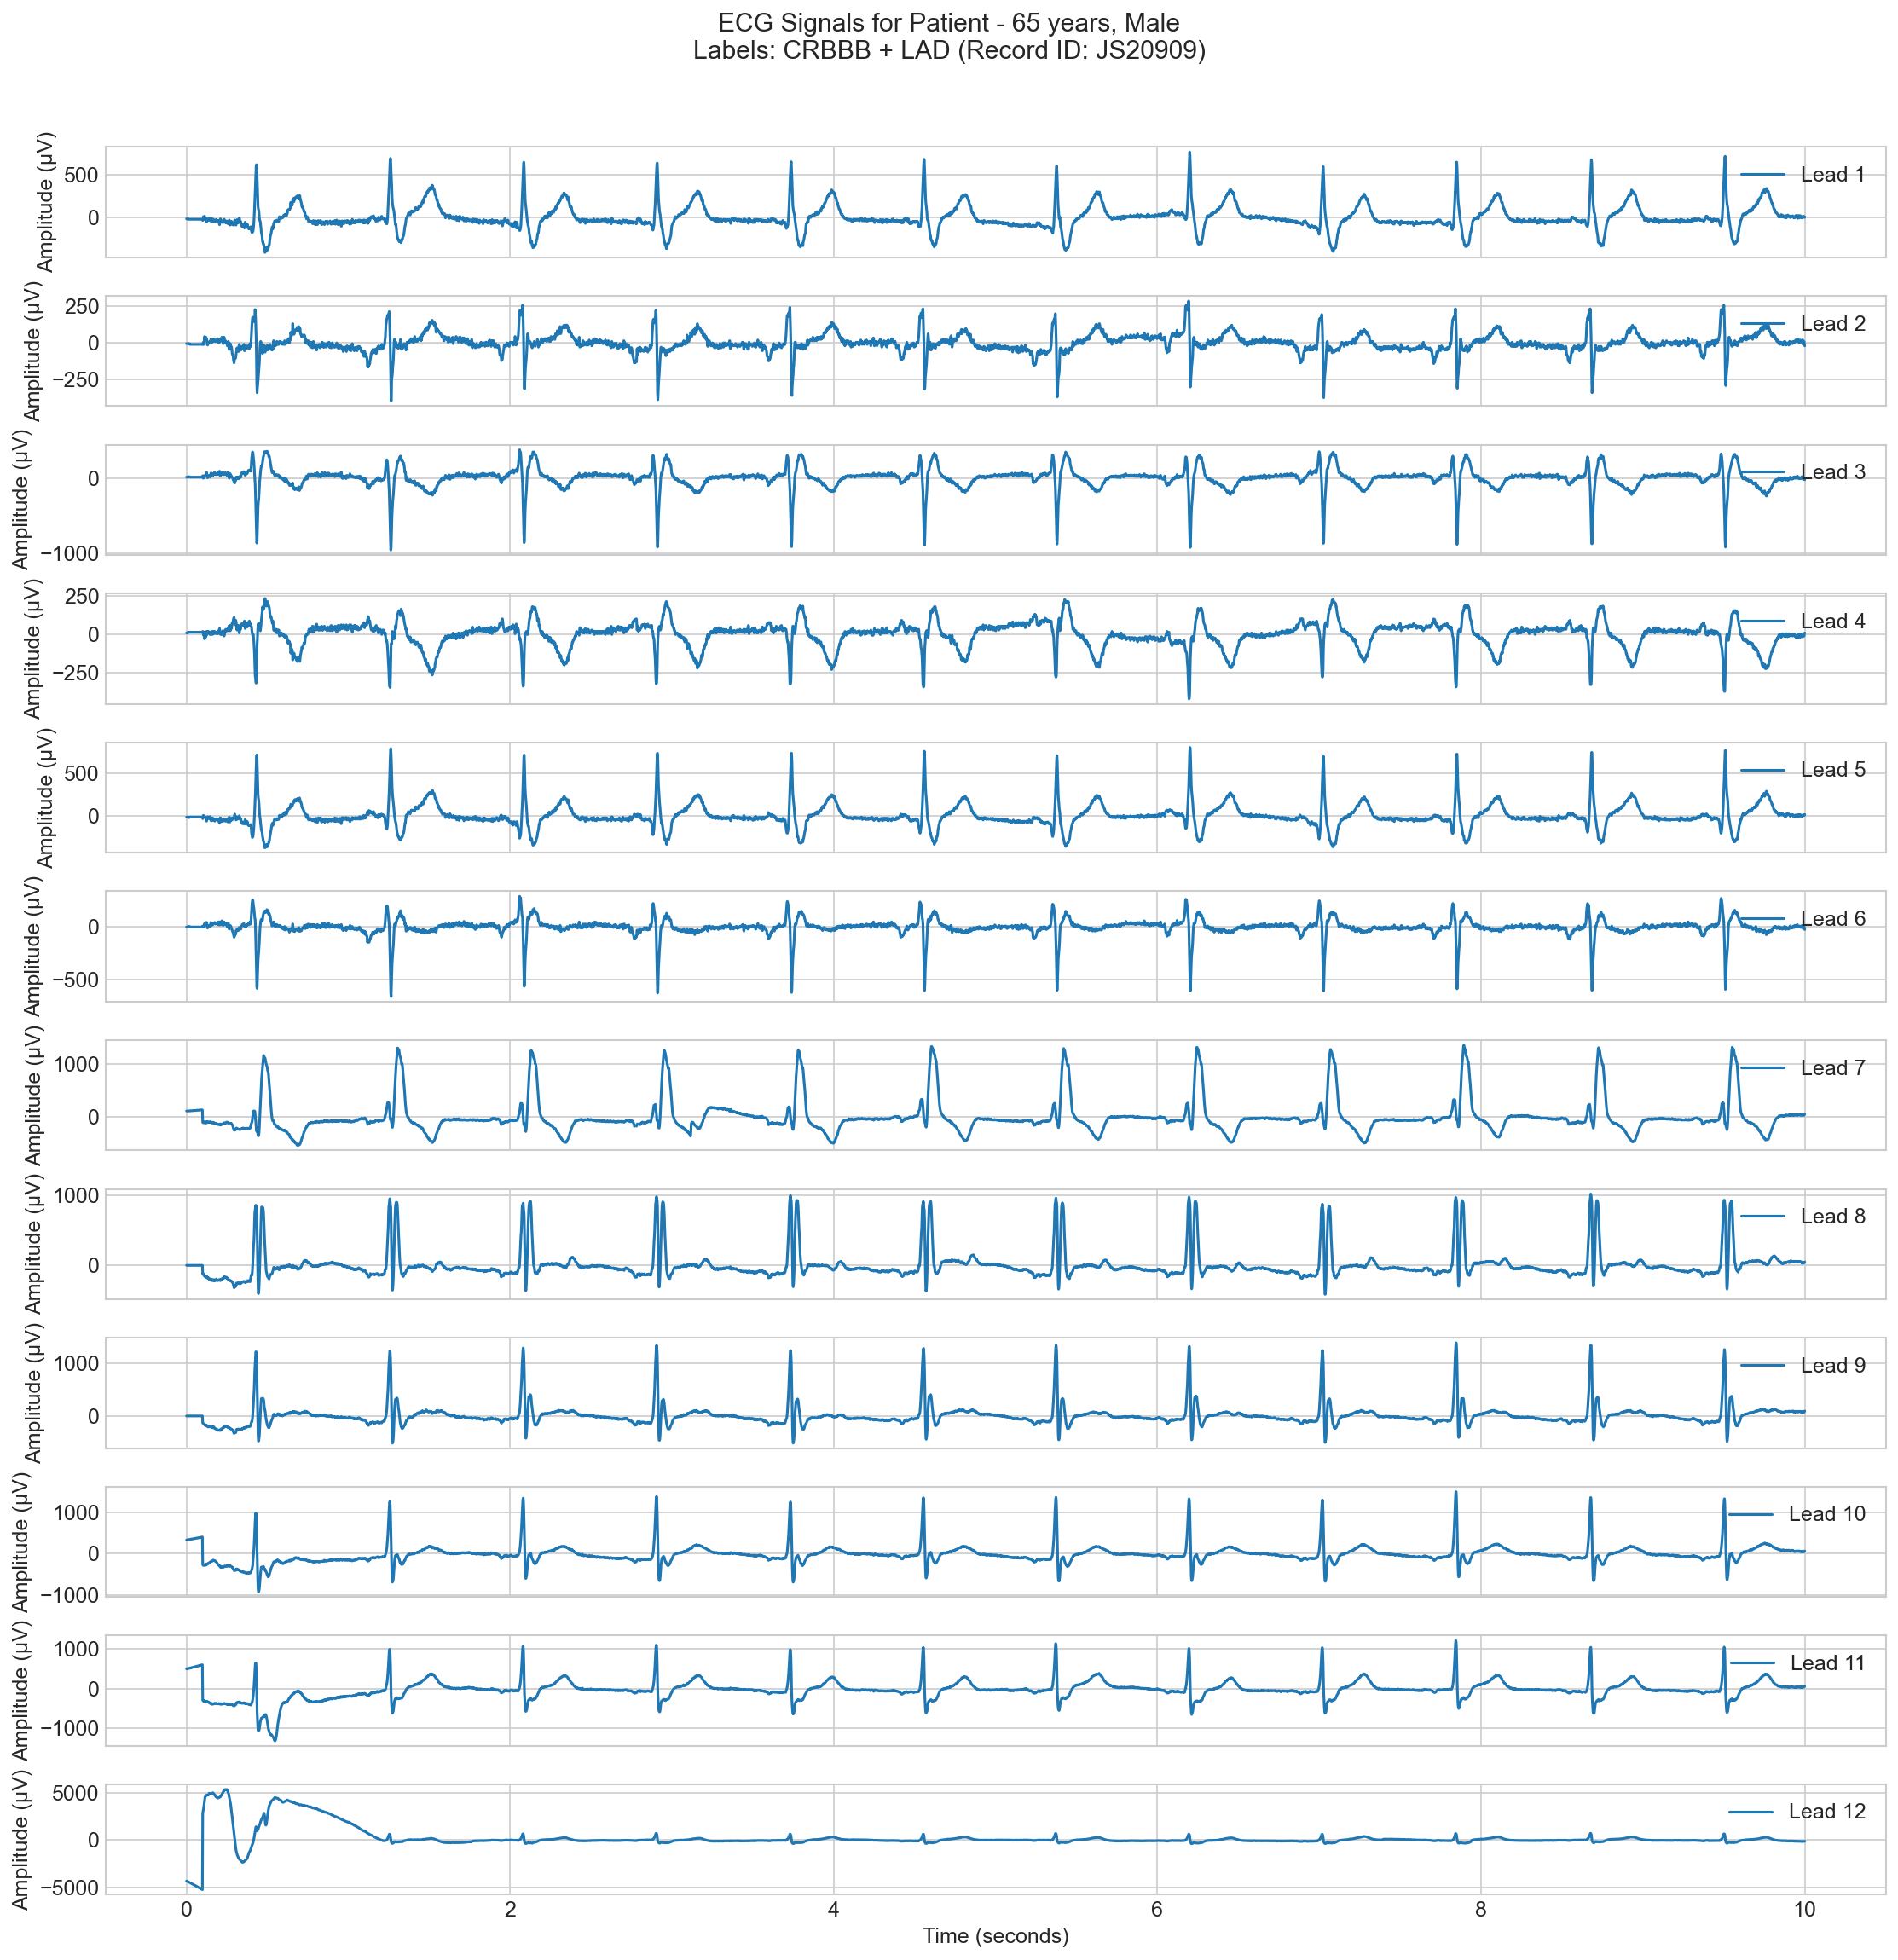 ECG Signals for Patient - 65 years, Male
Labels: CRBBB + LAD (Record ID: JS20909)
Amplitude (µV)
500
0
Lead 1
Amplitude (µV)
250
0
−250
Lead 2
Amplitude (µV)
0
−1000
Lead 3
Amplitude (µV)
250
0
−250
Lead 4
Amplitude (µV)
500
0
Lead 5
Amplitude (µV)
0
−500
Lead 6
Amplitude (µV)
1000
0
Lead 7
Amplitude (µV)
1000
0
Lead 8
Amplitude (µV)
1000
0
Lead 9
Amplitude (µV)
1000
0
−1000
Lead 10
Amplitude (µV)
1000
0
−1000
Lead 11
Amplitude (µV)
5000
0
−5000
Lead 12
0 2 4 6 8 10
Time (seconds)